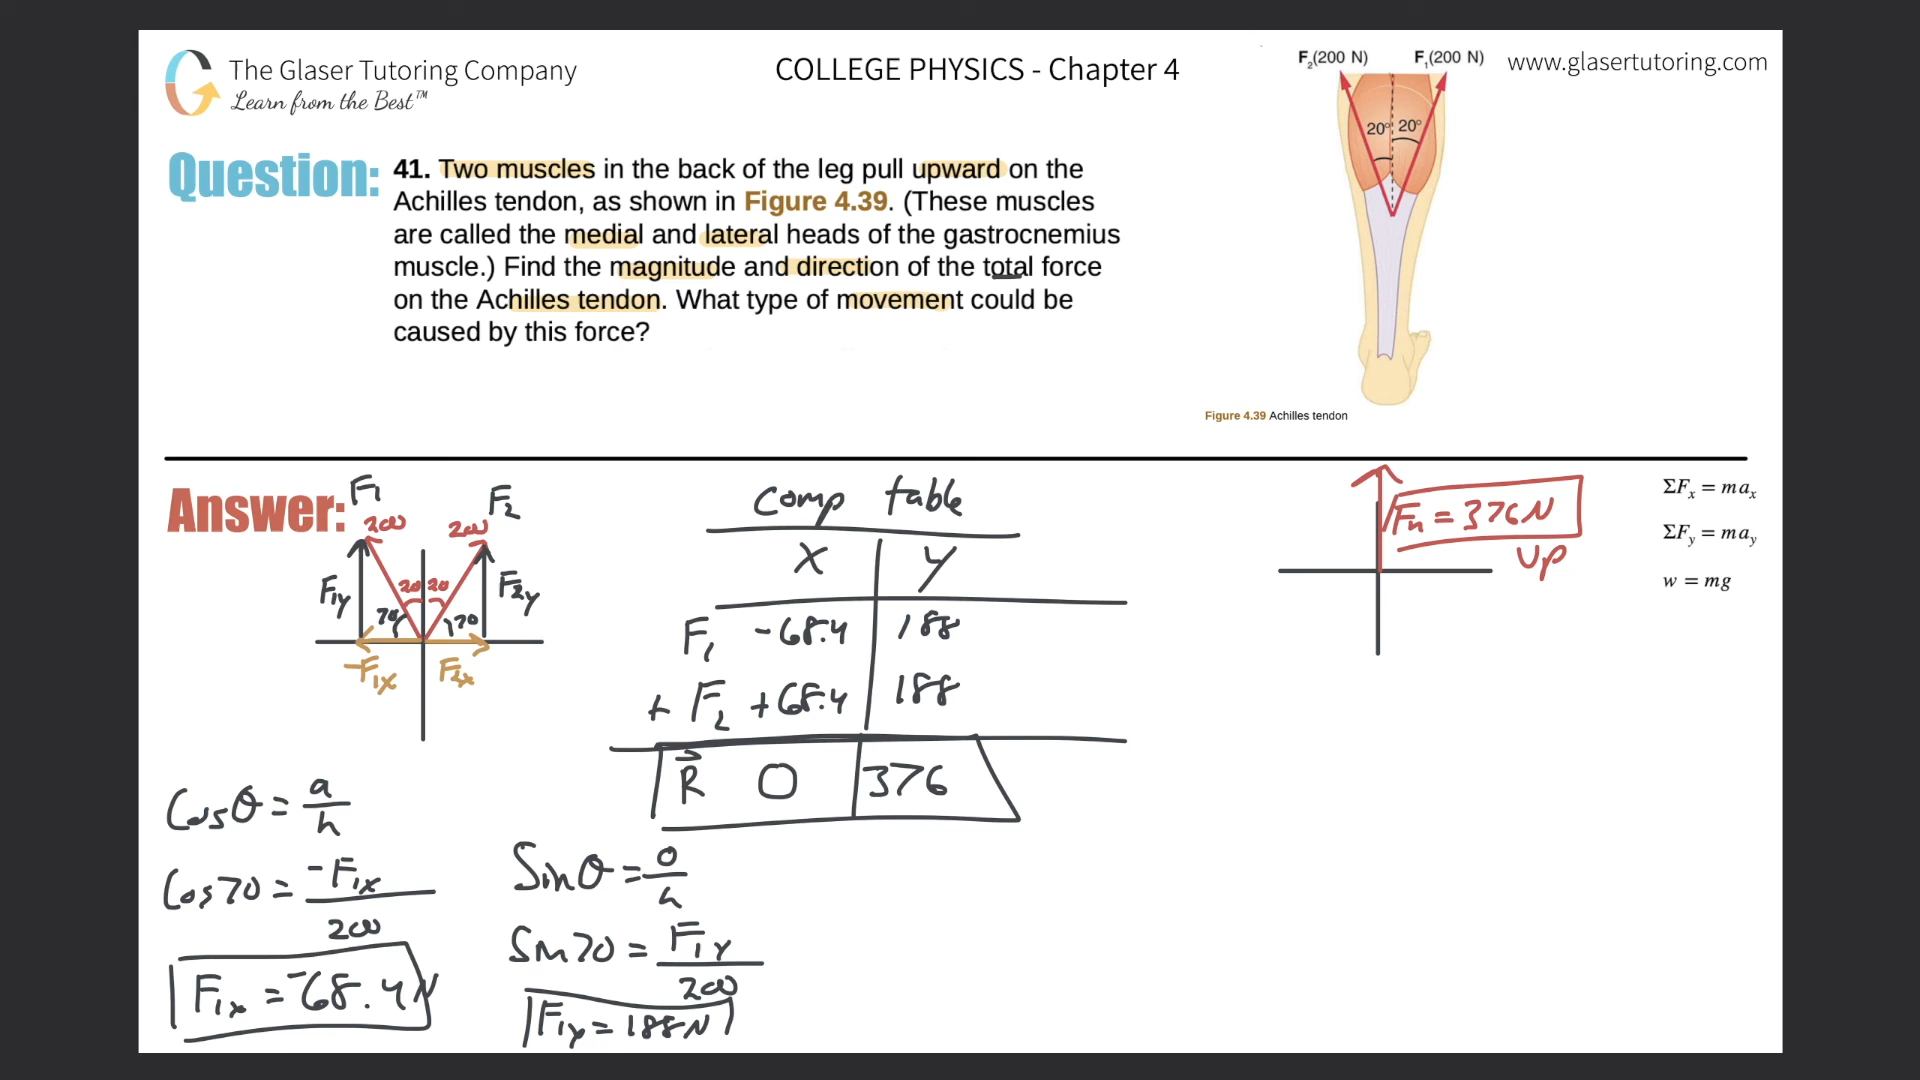 The Glaser Tutoring Company
Learn from the Best™
COLLEGE PHYSICS - Chapter 4
F₂(200 N) F₁(200 N)
www.glasertutoring.com
20° 20°
Question:
41. Two muscles in the back of the leg pull upward on the
Achilles tendon, as shown in Figure 4.39. (These muscles
are called the medial and lateral heads of the gastrocnemius
muscle.) Find the magnitude and direction of the total force
on the Achilles tendon. What type of movement could be
caused by this force?
Figure 4.39 Achilles tendon
Answer:
F₁ F₂
200 200
20 20
F₁y F₂y
70 70
-F₁x F₂x
Cosθ = a/h
Cos70 = -F₁x/200
F₁x = -68.4N
Sinθ = o/h
Sin70 = F₁y/200
F₁y = 188N
Comp table
X Y
F₁ -68.4 188
+ F₂ +68.4 188
R⃗ 0 376
Fn = 376N
Up
ΣFₓ = maₓ
ΣFy = may
w = mg